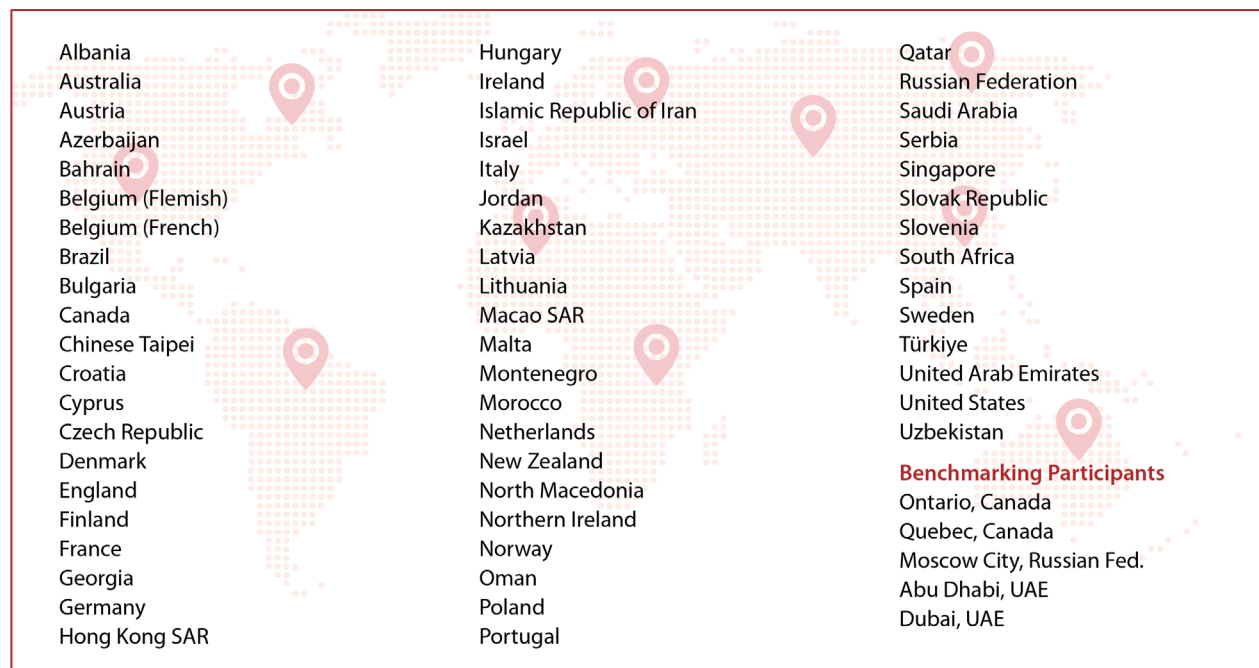 Albania
Australia
Austria
Azerbaijan
Bahrain
Belgium (Flemish)
Belgium (French)
Brazil
Bulgaria
Canada
Chinese Taipei
Croatia
Cyprus
Czech Republic
Denmark
England
Finland
France
Georgia
Germany
Hong Kong SAR
Hungary
Ireland
Islamic Republic of Iran
Israel
Italy
Jordan
Kazakhstan
Latvia
Lithuania
Macao SAR
Malta
Montenegro
Morocco
Netherlands
New Zealand
North Macedonia
Northern Ireland
Norway
Oman
Poland
Portugal
Qatar
Russian Federation
Saudi Arabia
Serbia
Singapore
Slovak Republic
Slovenia
South Africa
Spain
Sweden
Türkiye
United Arab Emirates
United States
Uzbekistan
Benchmarking Participants
Ontario, Canada
Quebec, Canada
Moscow City, Russian Fed.
Abu Dhabi, UAE
Dubai, UAE